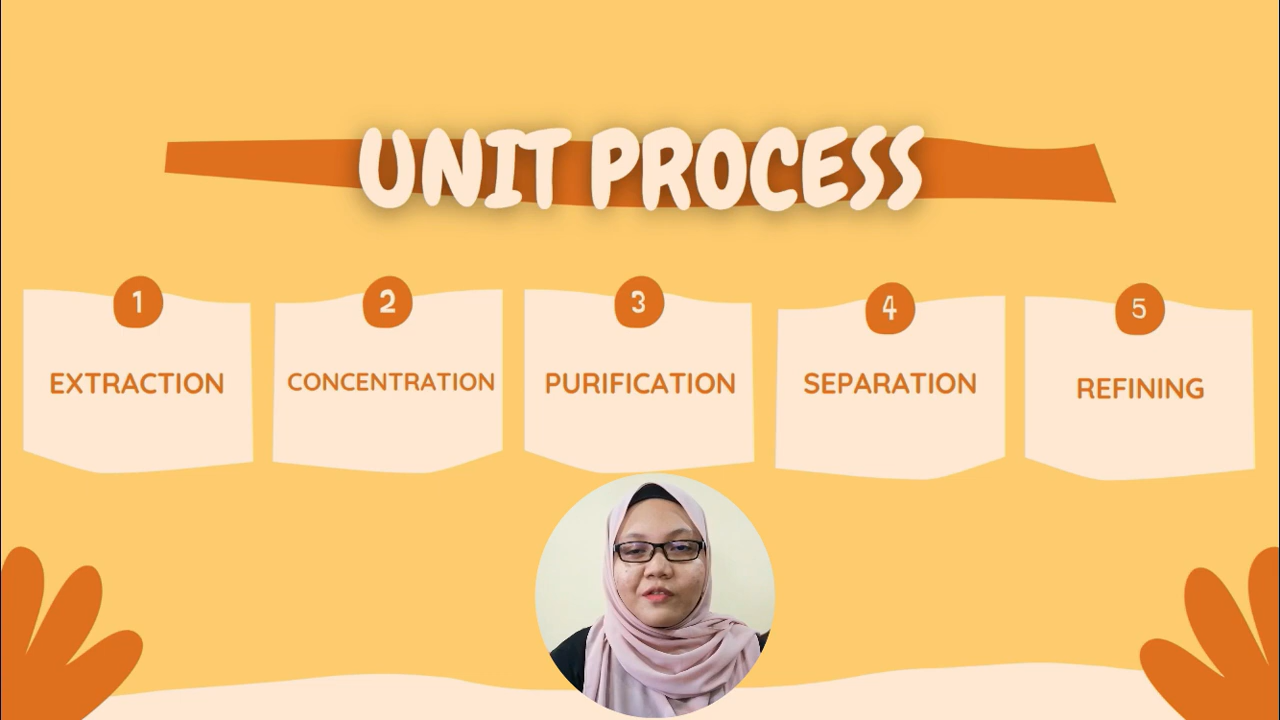 UNIT PROCESS
1
EXTRACTION
2
CONCENTRATION
3
PURIFICATION
4
SEPARATION
5
REFINING